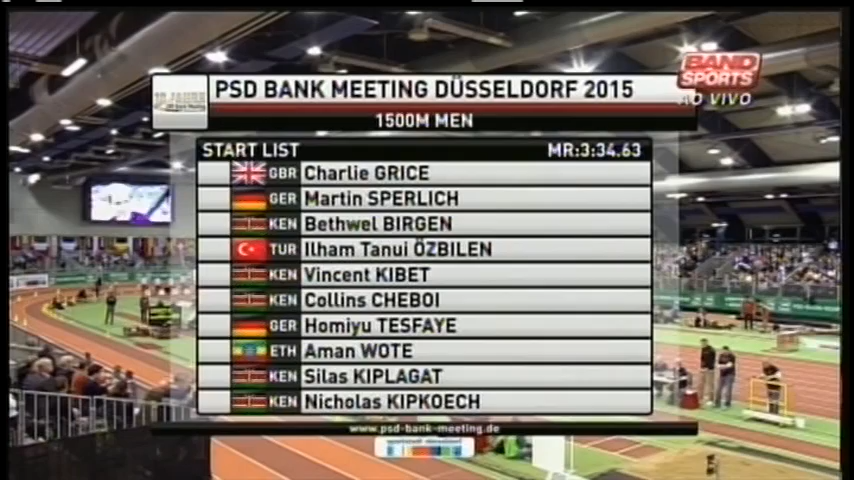 PSD BANK MEETING DÜSSELDORF 2015
BAND
SPORTS
AO VIVO
1500M MEN
START LIST MR:3:34.63
GBR Charlie GRICE
GER Martin SPERLICH
KEN Bethwel BIRGEN
TUR Ilham Tanui ÖZBILEN
KEN Vincent KIBET
KEN Collins CHEBOI
GER Homiyu TESFAYE
ETH Aman WOTE
KEN Silas KIPLAGAT
KEN Nicholas KIPKOECH
www.psd-bank-meeting.de